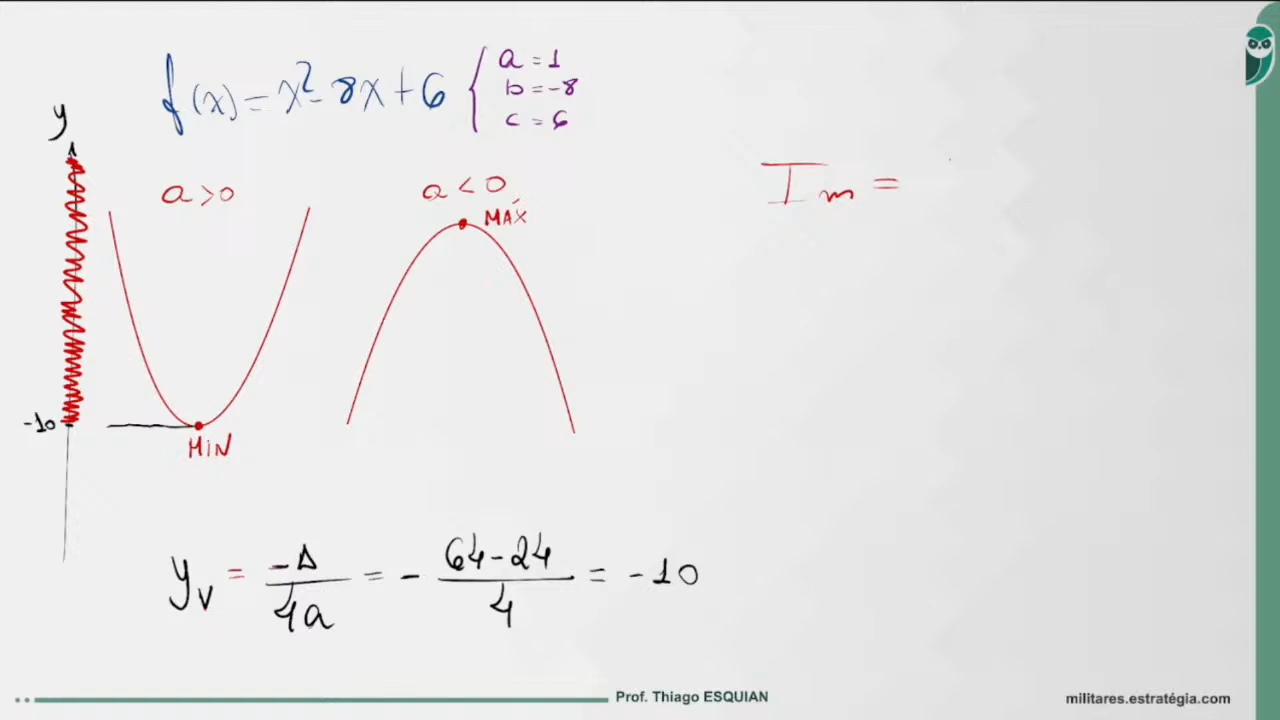 f(x) = x² - 8x + 6 { a = 1
b = -8
c = 6
y
a > 0
a < 0
MÁX
Im =
-10
MIN
yv = -Δ/4a = - 64-24/4 = -10
Prof. Thiago ESQUIAN
militares.estratégia.com